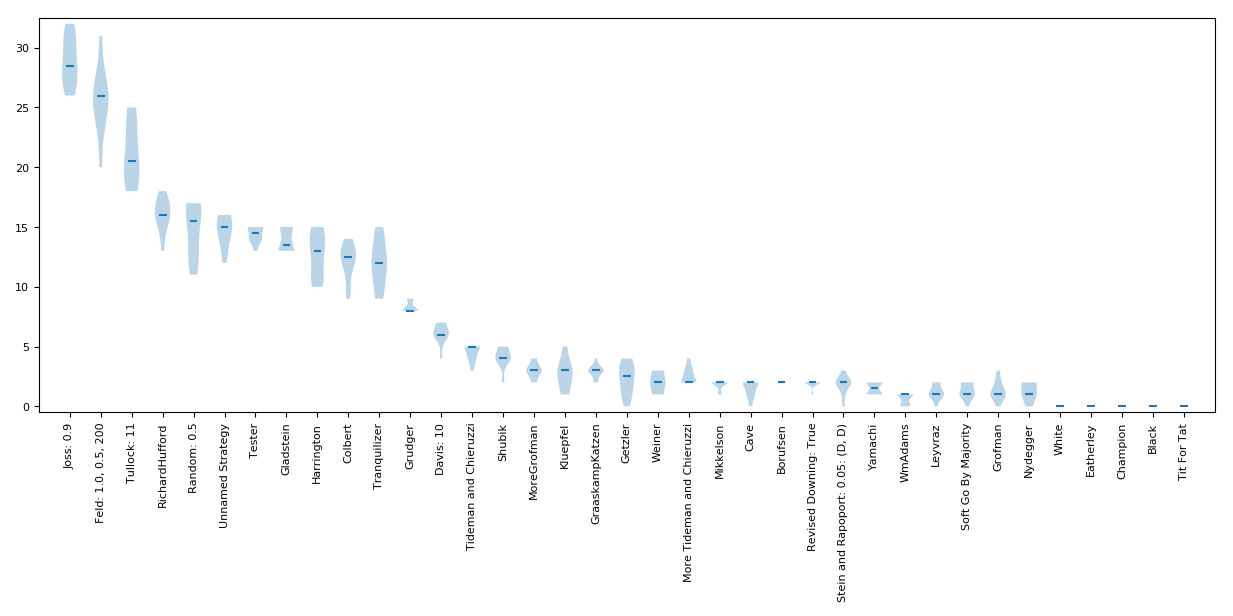 30
25
20
15
10
5
0
Joss: 0.9
Feld: 1.0, 0.5, 200
Tullock: 11
RichardHufford
Random: 0.5
Unnamed Strategy
Tester
Gladstein
Harrington
Colbert
Tranquilizer
Grudger
Davis: 10
Tideman and Chieruzzi
Shubik
MoreGrofman
Kluepfel
GraaskampKatzen
Getzler
Weiner
More Tideman and Chieruzzi
Mikkelson
Cave
Borufsen
Revised Downing: True
Stein and Rapoport: 0.05: (D, D)
Yamachi
WmAdams
Leyvraz
Soft Go By Majority
Grofman
Nydegger
White
Eatherley
Champion
Black
Tit For Tat